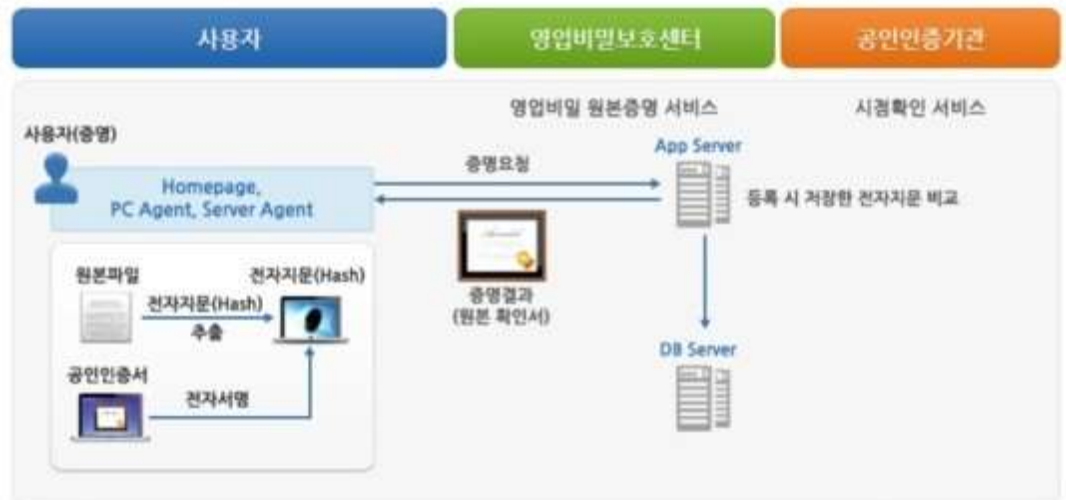 사용자
영업비밀보호센터
공인인증기관
영업비밀 원본증명 서비스
시점확인 서비스
사용자(증명)
Homepage,
PC Agent, Server Agent
증명요청
App Server
등록 시 저장한 전자지문 비교
증명결과
(원본 확인서)
원본파일
전자지문(Hash)
전자지문(Hash)
추출
공인인증서
전자서명
DB Server